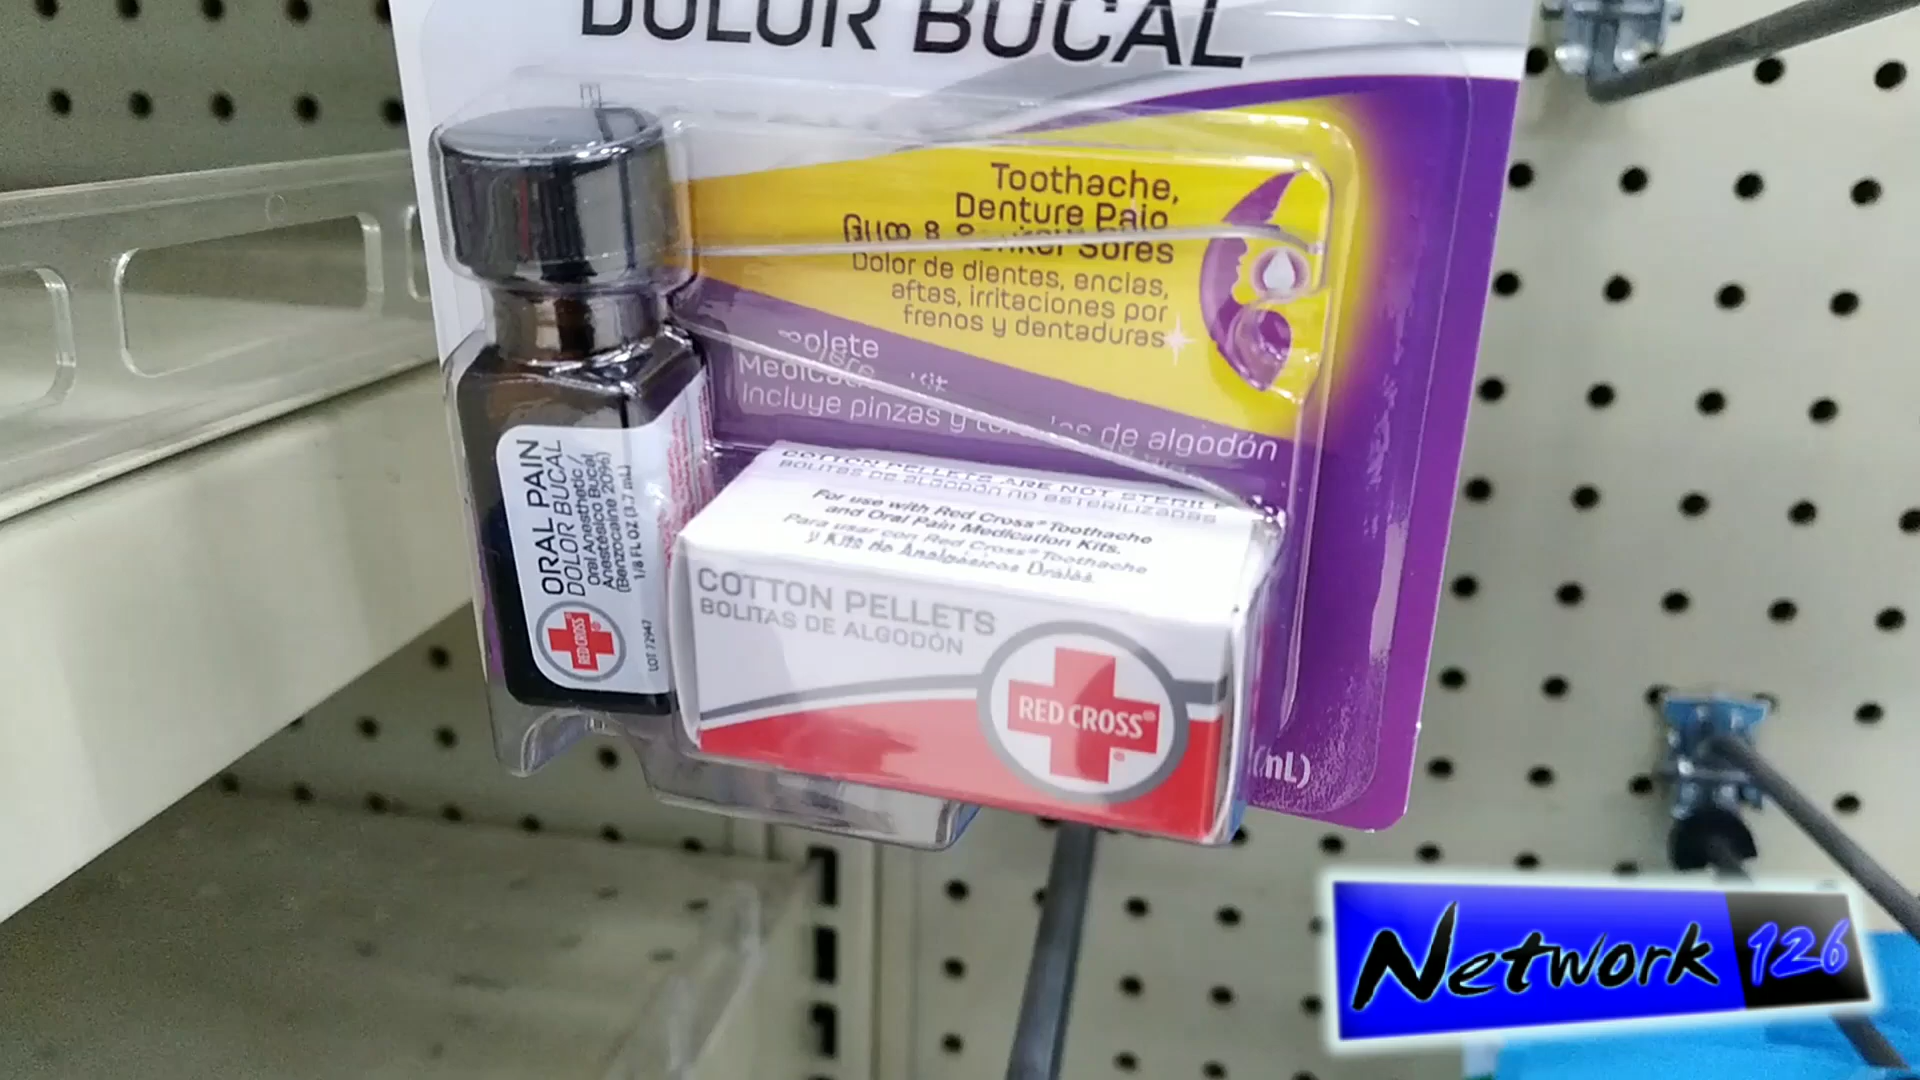 DOLOR BUCAL
Toothache,
Denture Pain,
Sores
Dolor de dientes, encias,
aftas, irritaciones por
frenos y dentaduras
Incluye pinzas y de algodón
ORAL PAIN
DOLOR BUCAL
Oral Anesthetic /
Anestésico Bucal
(Benzocaine 20%)
1/8 FL OZ (3.7 mL)
RED CROSS®
LOT 72947
COTTON PELLETS ARE NOT STERILE
BOLITAS DE ALGODÓN NO ESTERILIZADAS
For use with Red Cross® Toothache
and Oral Pain Medication Kits.
Para usar con Red Cross® Toothache
y Kits de Analgésicos Orales.
COTTON PELLETS
BOLITAS DE ALGODÓN
RED CROSS®
mL)
Network 126